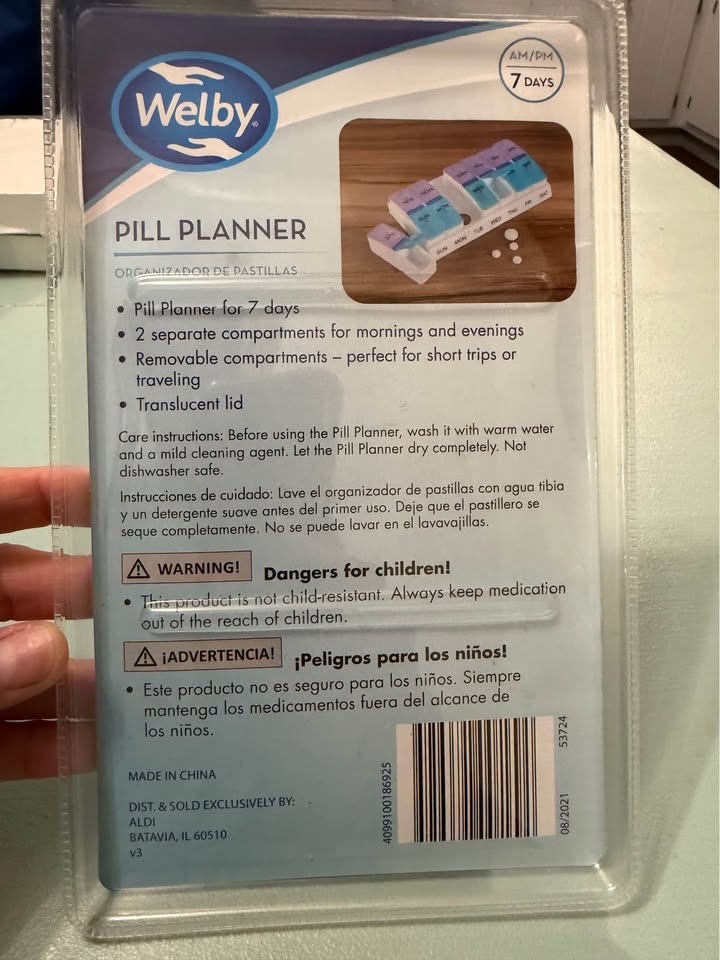 AM/PM
7 DAYS
Welby®
PILL PLANNER
ORGANIZADOR DE PASTILLAS
SUN MON TUE WED THU FRI SAT
• Pill Planner for 7 days
• 2 separate compartments for mornings and evenings
• Removable compartments – perfect for short trips or
traveling
• Translucent lid
Care instructions: Before using the Pill Planner, wash it with warm water
and a mild cleaning agent. Let the Pill Planner dry completely. Not
dishwasher safe.
Instrucciones de cuidado: Lave el organizador de pastillas con agua tibia
y un detergente suave antes del primer uso. Deje que el pastillero se
seque completamente. No se puede lavar en el lavavajillas.
⚠ WARNING! Dangers for children!
• This product is not child-resistant. Always keep medication
out of the reach of children.
⚠ ¡ADVERTENCIA! ¡Peligros para los niños!
• Este producto no es seguro para los niños. Siempre
mantenga los medicamentos fuera del alcance de
los niños.
MADE IN CHINA
DIST. & SOLD EXCLUSIVELY BY:
ALDI
BATAVIA, IL 60510
v3
4099100186925
08/2021 53724